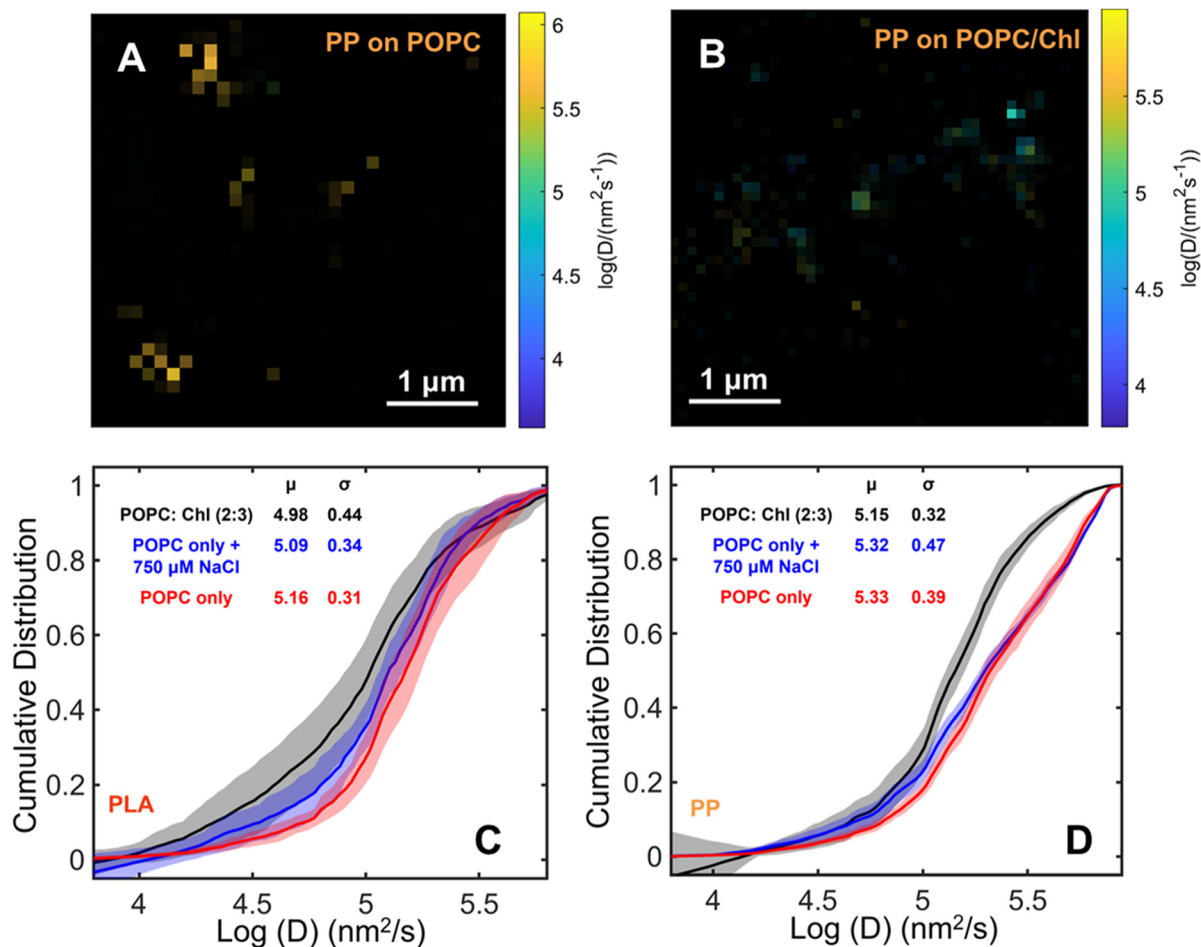 A
PP on POPC
1 μm
6
5.5
5
4.5
4
log(D/(nm²s⁻¹))
B
PP on POPC/Chl
1 μm
5.5
5
4.5
4
log(D/(nm²s⁻¹))
Cumulative Distribution
1
0.8
0.6
0.4
0.2
0
μ σ
POPC: Chl (2:3) 4.98 0.44
POPC only + 5.09 0.34
750 μM NaCl
POPC only 5.16 0.31
PLA
C
4 4.5 5 5.5
Log (D) (nm²/s)
Cumulative Distribution
1
0.8
0.6
0.4
0.2
0
μ σ
POPC: Chl (2:3) 5.15 0.32
POPC only + 5.32 0.47
750 μM NaCl
POPC only 5.33 0.39
PP
D
4 4.5 5 5.5
Log (D) (nm²/s)